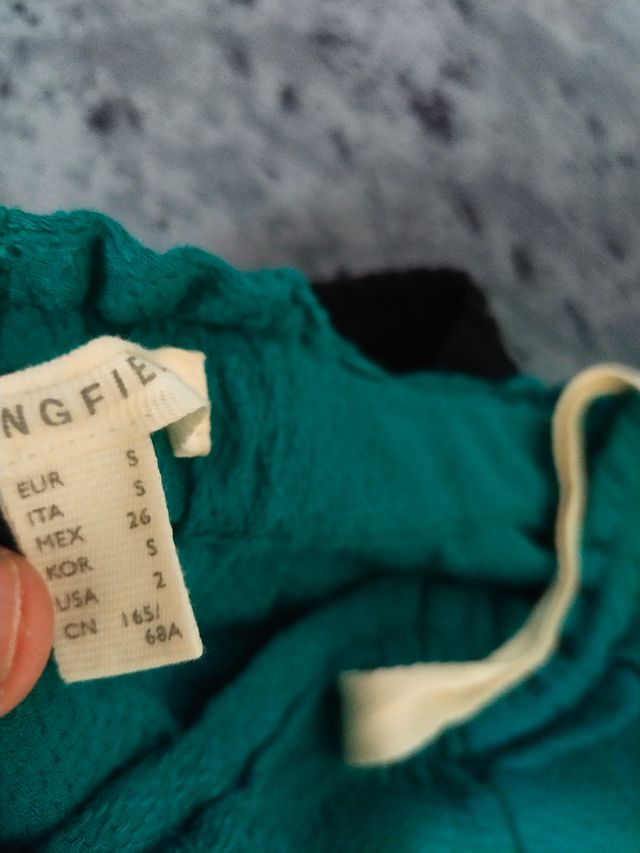 NGFIE
EUR S
ITA S
MEX 26
KOR S
USA 2
CN 165/
68A